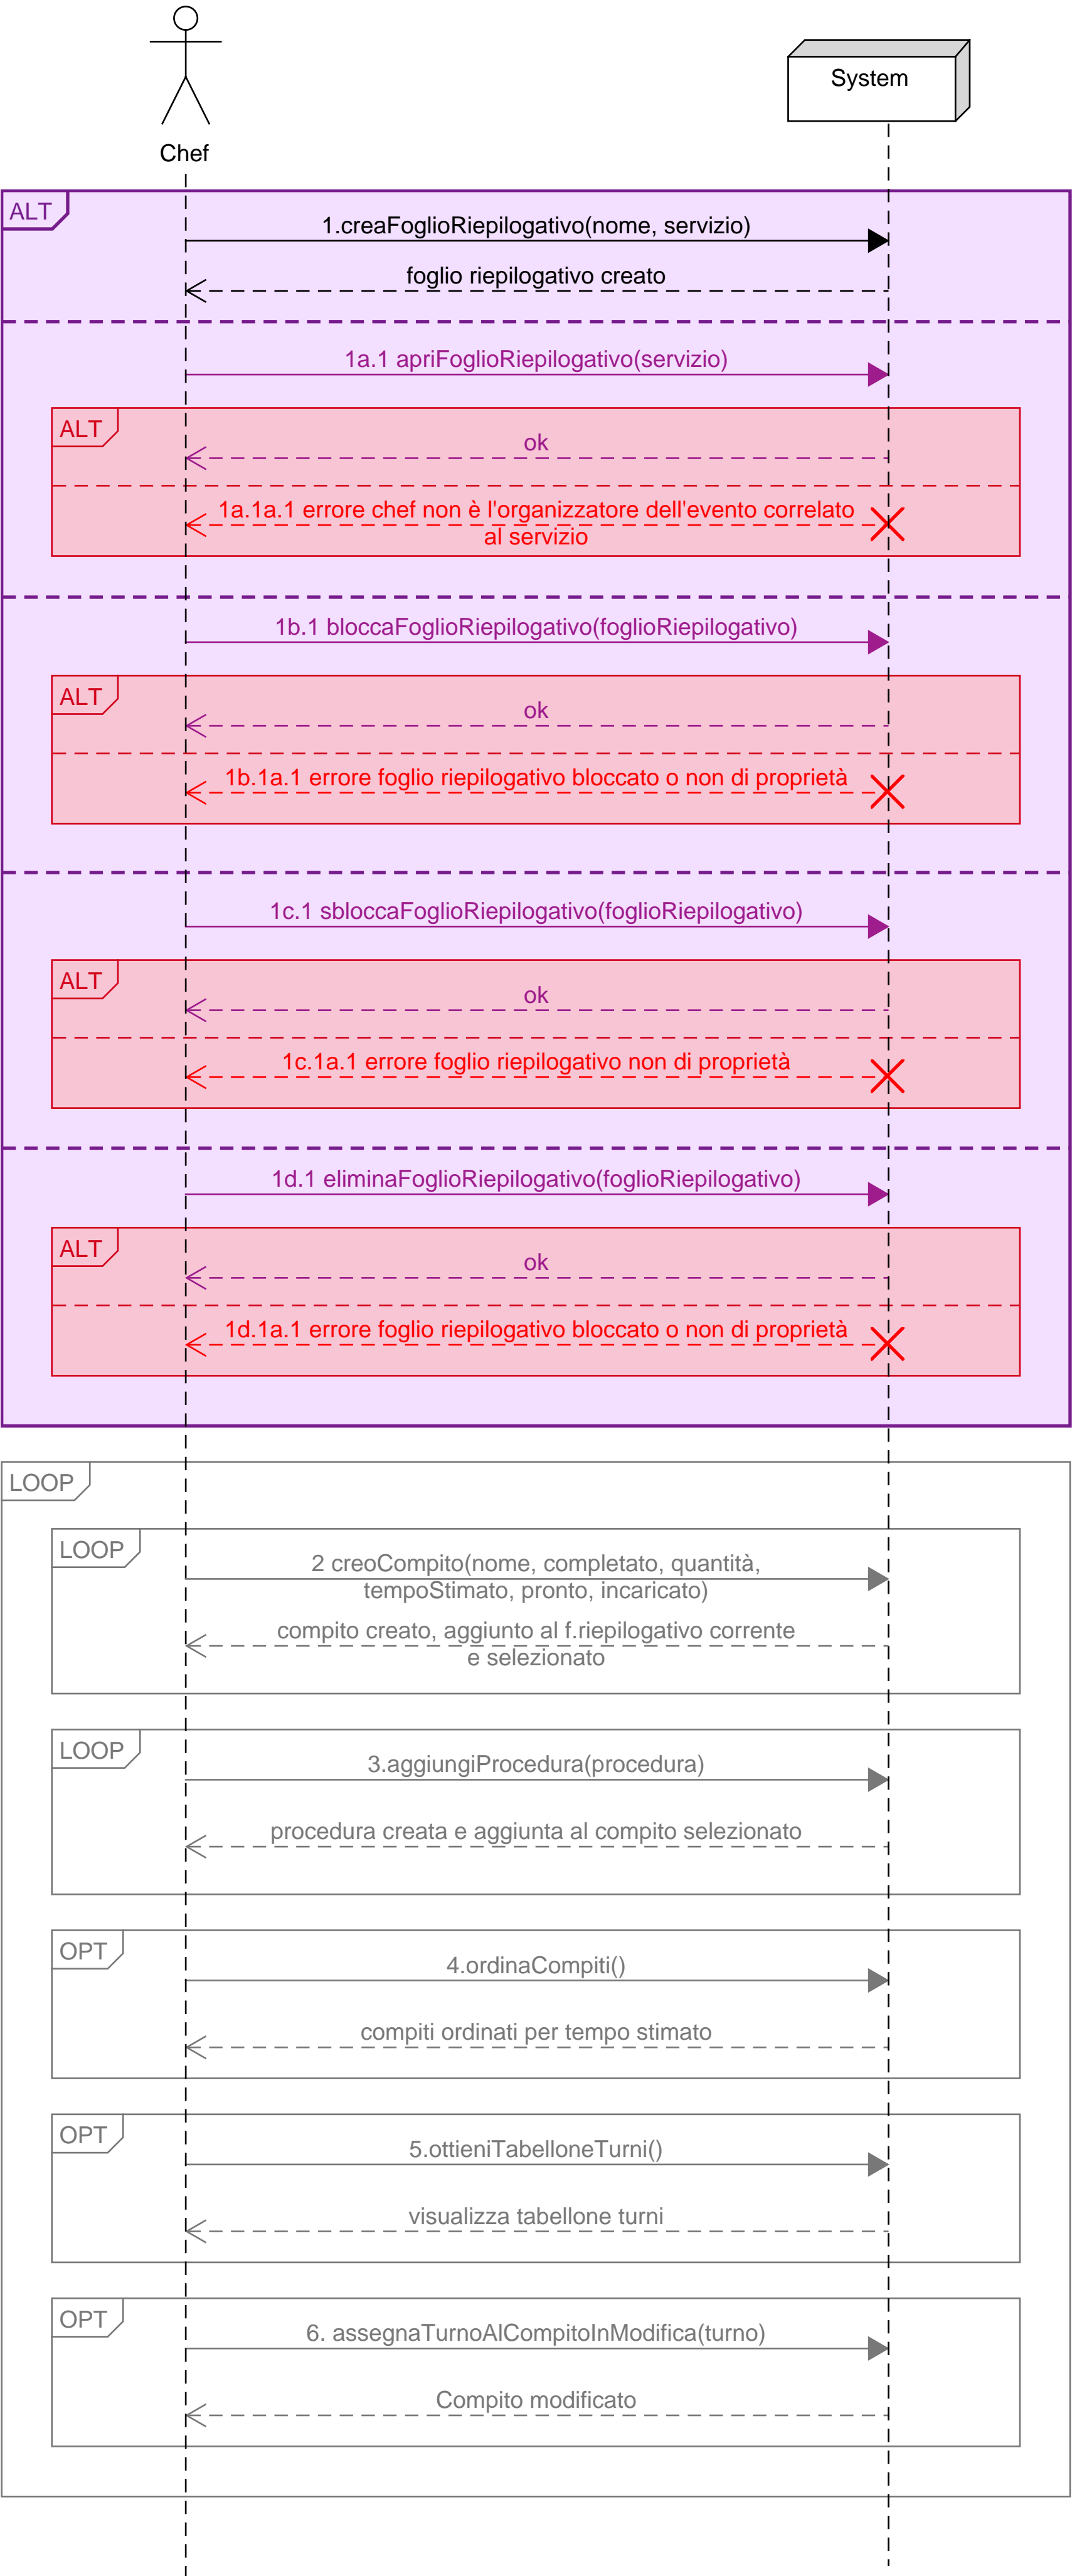 Chef
System
ALT
1.creaFoglioRiepilogativo(nome, servizio)
foglio riepilogativo creato
1a.1 apriFoglioRiepilogativo(servizio)
ALT
ok
1a.1a.1 errore chef non è l'organizzatore dell'evento correlato
al servizio
1b.1 bloccaFoglioRiepilogativo(foglioRiepilogativo)
ALT
ok
1b.1a.1 errore foglio riepilogativo bloccato o non di proprietà
1c.1 sbloccaFoglioRiepilogativo(foglioRiepilogativo)
ALT
ok
1c.1a.1 errore foglio riepilogativo non di proprietà
1d.1 eliminaFoglioRiepilogativo(foglioRiepilogativo)
ALT
ok
1d.1a.1 errore foglio riepilogativo bloccato o non di proprietà
LOOP
LOOP
2 creoCompito(nome, completato, quantità,
tempoStimato, pronto, incaricato)
compito creato, aggiunto al f.riepilogativo corrente
e selezionato
LOOP
3.aggiungiProcedura(procedura)
procedura creata e aggiunta al compito selezionato
OPT
4.ordinaCompiti()
compiti ordinati per tempo stimato
OPT
5.ottieniTabelloneTurni()
visualizza tabellone turni
OPT
6. assegnaTurnoAlCompitoInModifica(turno)
Compito modificato